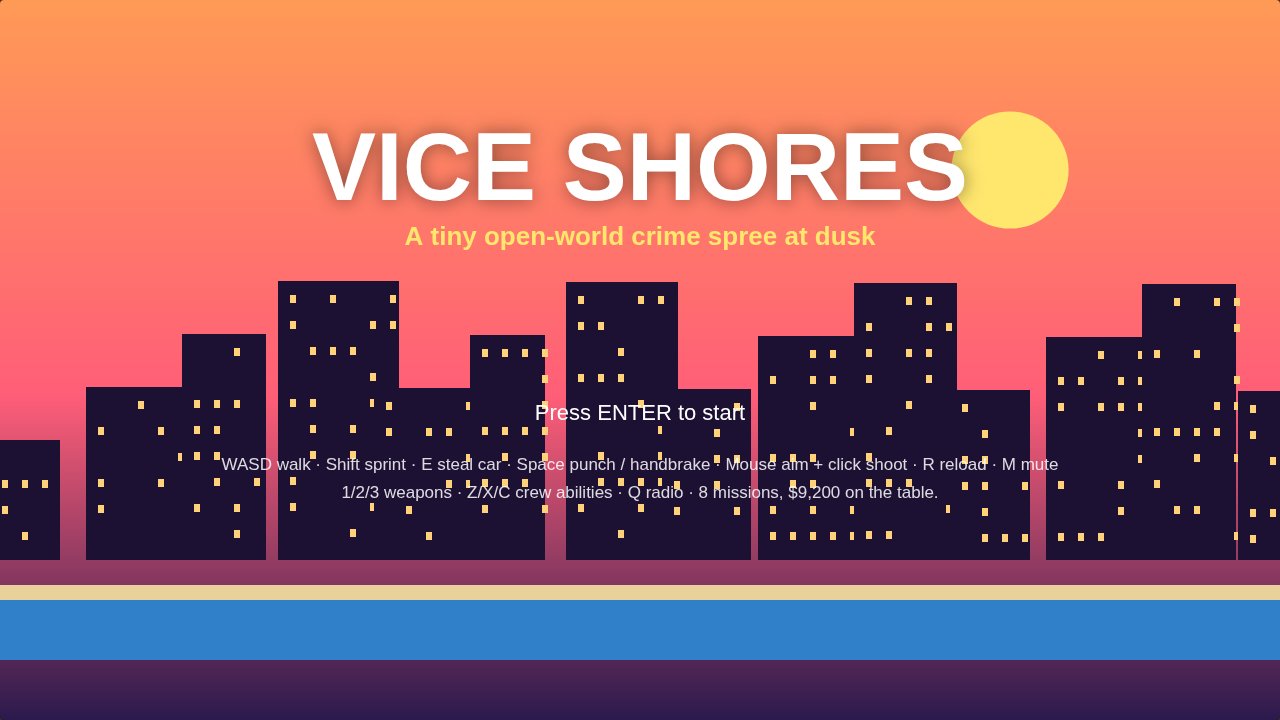 VICE SHORES
A tiny open-world crime spree at dusk
Press ENTER to start
WASD walk · Shift sprint · E steal car · Space punch / handbrake · Mouse aim + click shoot · R reload · M mute
1/2/3 weapons · Z/X/C crew abilities · Q radio · 8 missions, $9,200 on the table.